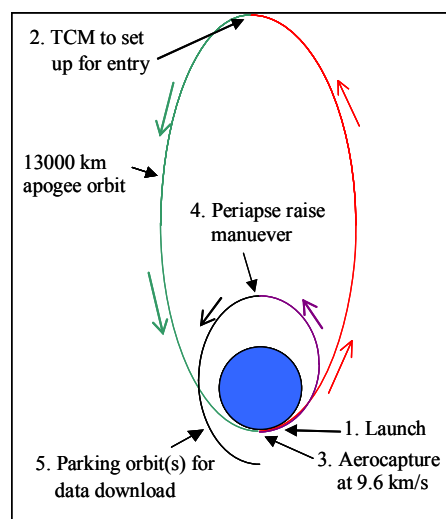 2. TCM to set
up for entry
13000 km
apogee orbit
4. Periapse raise
manuever
1. Launch
3. Aerocapture
at 9.6 km/s
5. Parking orbit(s) for
data download